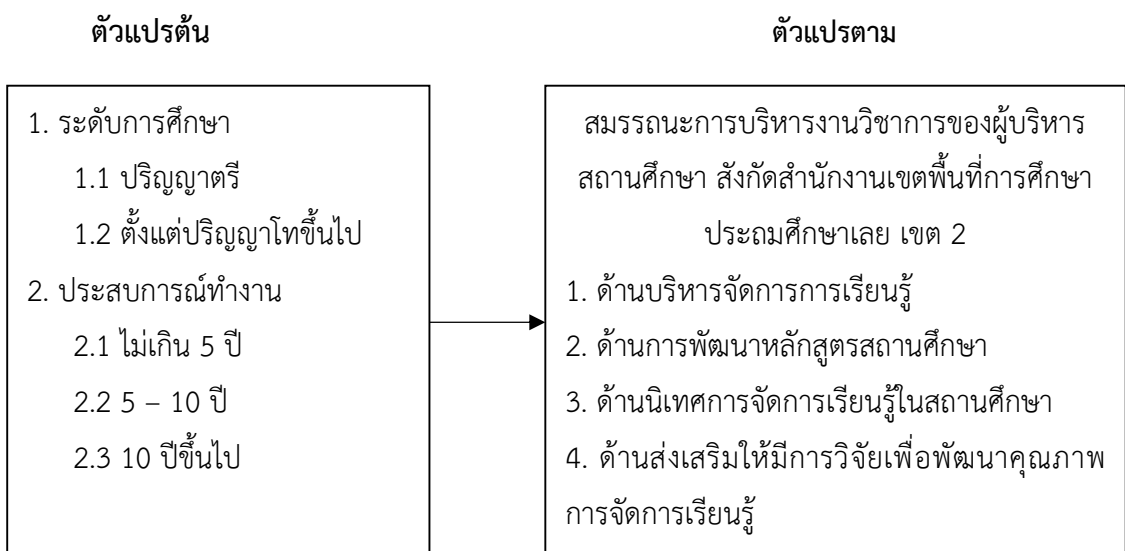 ตัวแปรต้น
ตัวแปรตาม
1. ระดับการศึกษา
1.1 ปริญญาตรี
1.2 ตั้งแต่ปริญญาโทขึ้นไป
2. ประสบการณ์ทำงาน
2.1 ไม่เกิน 5 ปี
2.2 5 – 10 ปี
2.3 10 ปีขึ้นไป
สมรรถนะการบริหารงานวิชาการของผู้บริหาร
สถานศึกษา สังกัดสำนักงานเขตพื้นที่การศึกษา
ประถมศึกษาเลย เขต 2
1. ด้านบริหารจัดการการเรียนรู้
2. ด้านการพัฒนาหลักสูตรสถานศึกษา
3. ด้านนิเทศการจัดการเรียนรู้ในสถานศึกษา
4. ด้านส่งเสริมให้มีการวิจัยเพื่อพัฒนาคุณภาพ
การจัดการเรียนรู้